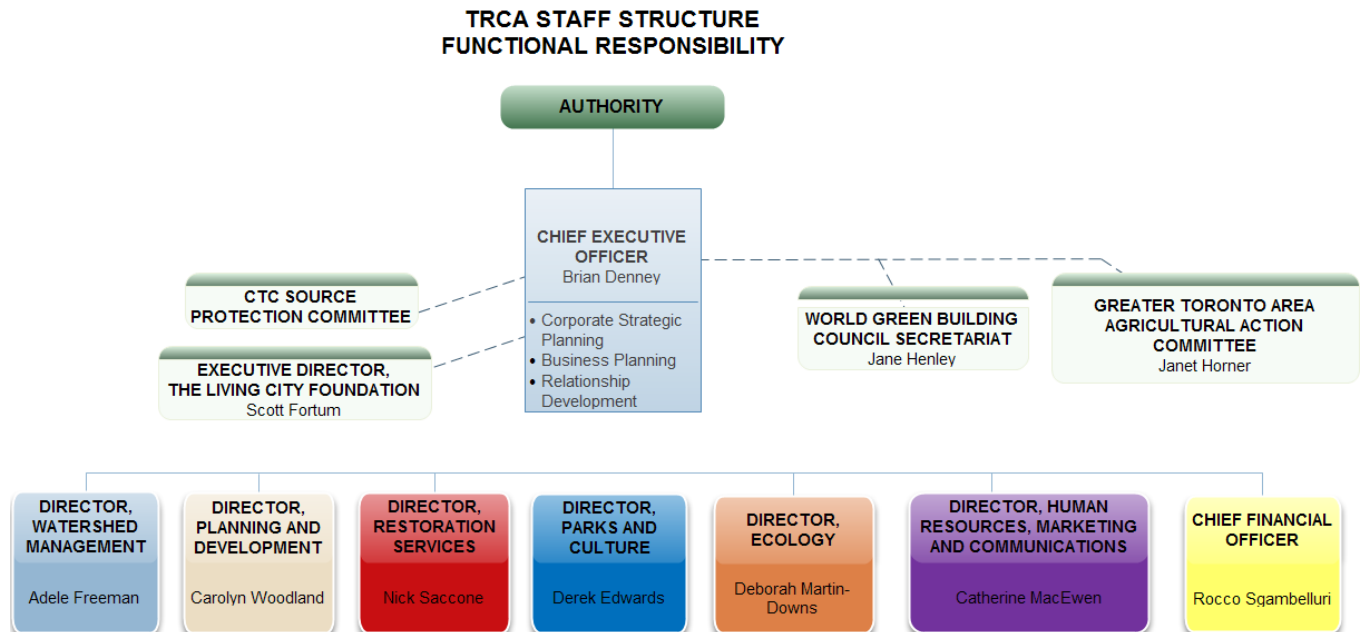 TRCA STAFF STRUCTURE
FUNCTIONAL RESPONSIBILITY
AUTHORITY
CHIEF EXECUTIVE
OFFICER
Brian Denney
• Corporate Strategic
Planning
• Business Planning
• Relationship
Development
CTC SOURCE
PROTECTION COMMITTEE
EXECUTIVE DIRECTOR,
THE LIVING CITY FOUNDATION
Scott Fortum
WORLD GREEN BUILDING
COUNCIL SECRETARIAT
Jane Henley
GREATER TORONTO AREA
AGRICULTURAL ACTION
COMMITTEE
Janet Horner
DIRECTOR,
WATERSHED
MANAGEMENT
Adele Freeman
DIRECTOR,
PLANNING AND
DEVELOPMENT
Carolyn Woodland
DIRECTOR,
RESTORATION
SERVICES
Nick Saccone
DIRECTOR,
PARKS AND
CULTURE
Derek Edwards
DIRECTOR,
ECOLOGY
Deborah Martin-
Downs
DIRECTOR, HUMAN
RESOURCES, MARKETING
AND COMMUNICATIONS
Catherine MacEwen
CHIEF FINANCIAL
OFFICER
Rocco Sgambelluri